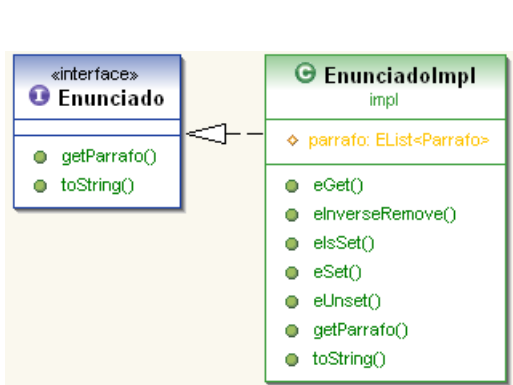 «interface»
I Enunciado
getParrafo()
toString()
C EnunciadoImpl
impl
parrafo: EList<Parrafo>
eGet()
eInverseRemove()
eIsSet()
eSet()
eUnset()
getParrafo()
toString()